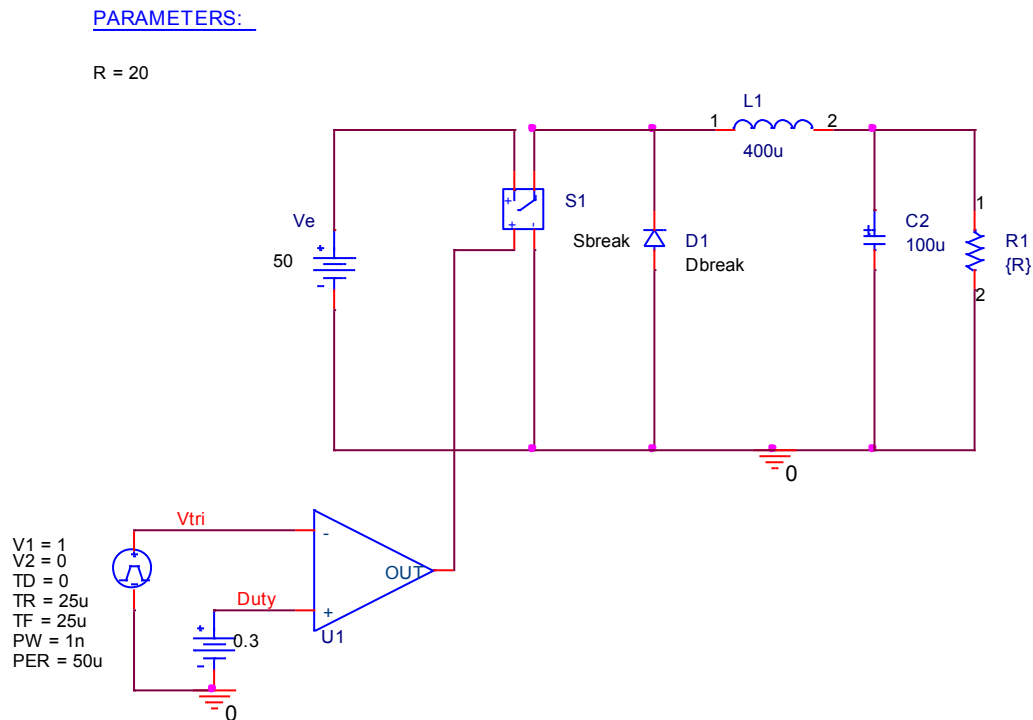 PARAMETERS:
R = 20
L1
1 2
400u
Ve
50
+
-
S1
+
+ -
Sbreak
D1
Dbreak
C2
100u
+
1
R1
{R}
2
0
Vtri
V1 = 1
V2 = 0
TD = 0
TR = 25u
TF = 25u
PW = 1n
PER = 50u
+
-
Duty
+
-
0.3
-
OUT
+
U1
0